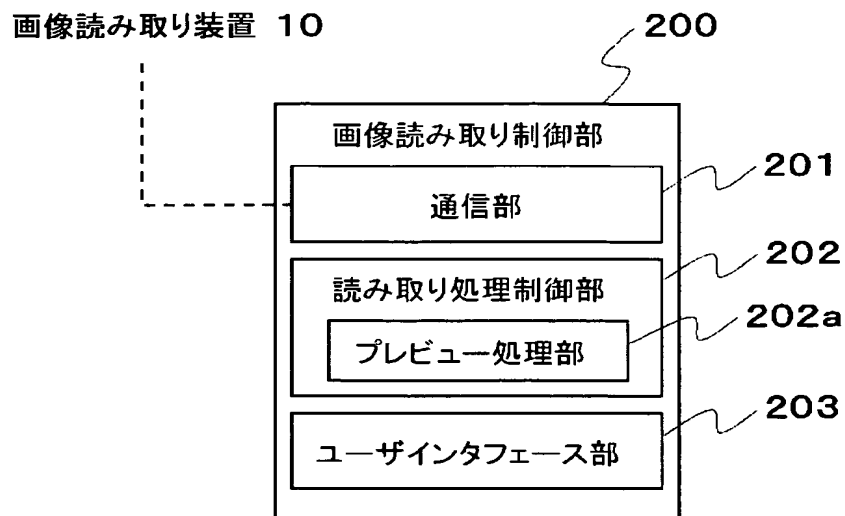 画像読み取り装置 10
200
画像読み取り制御部
201
通信部
202
読み取り処理制御部
202a
プレビュー処理部
203
ユーザインタフェース部